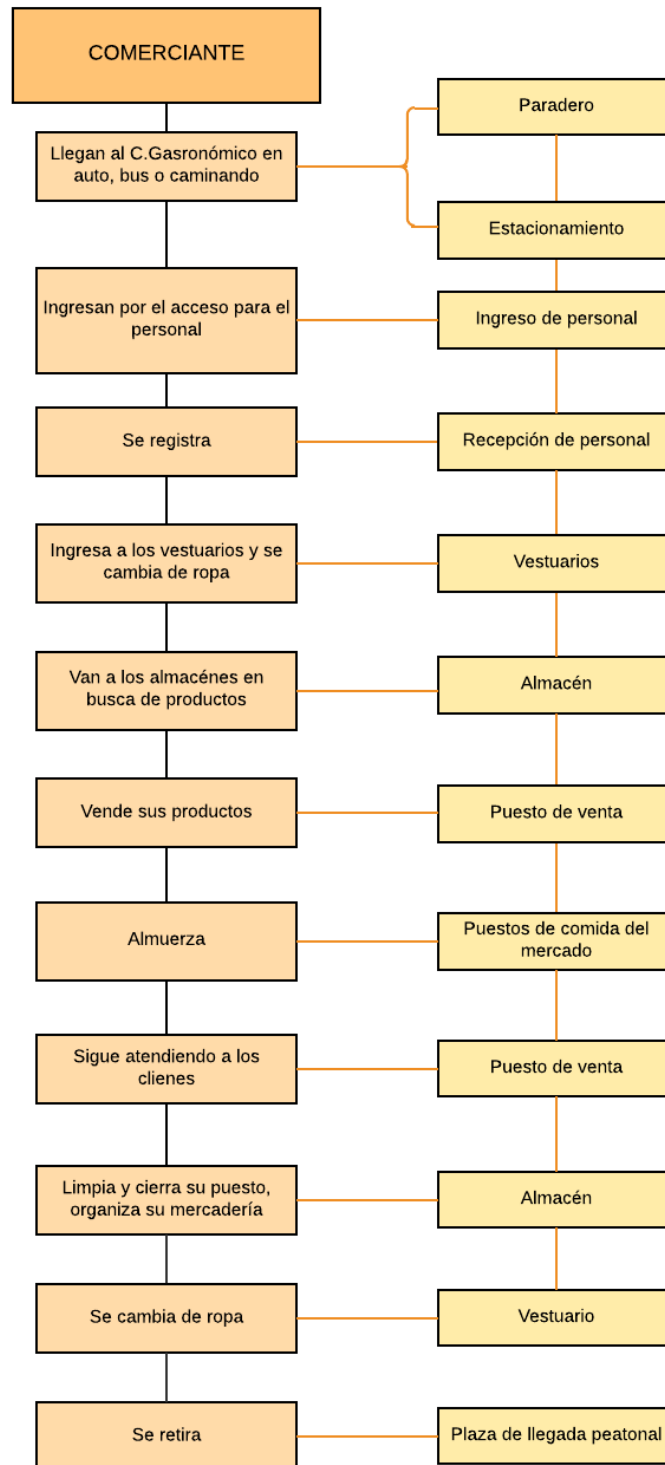 COMERCIANTE
Paradero
Llegan al C.Gasronómico en
auto, bus o caminando
Estacionamiento
Ingresan por el acceso para el
personal
Ingreso de personal
Se registra
Recepción de personal
Ingresa a los vestuarios y se
cambia de ropa
Vestuarios
Van a los almacénes en
busca de productos
Almacén
Vende sus productos
Puesto de venta
Almuerza
Puestos de comida del
mercado
Sigue atendiendo a los
clienes
Puesto de venta
Limpia y cierra su puesto,
organiza su mercadería
Almacén
Se cambia de ropa
Vestuario
Se retira
Plaza de llegada peatonal